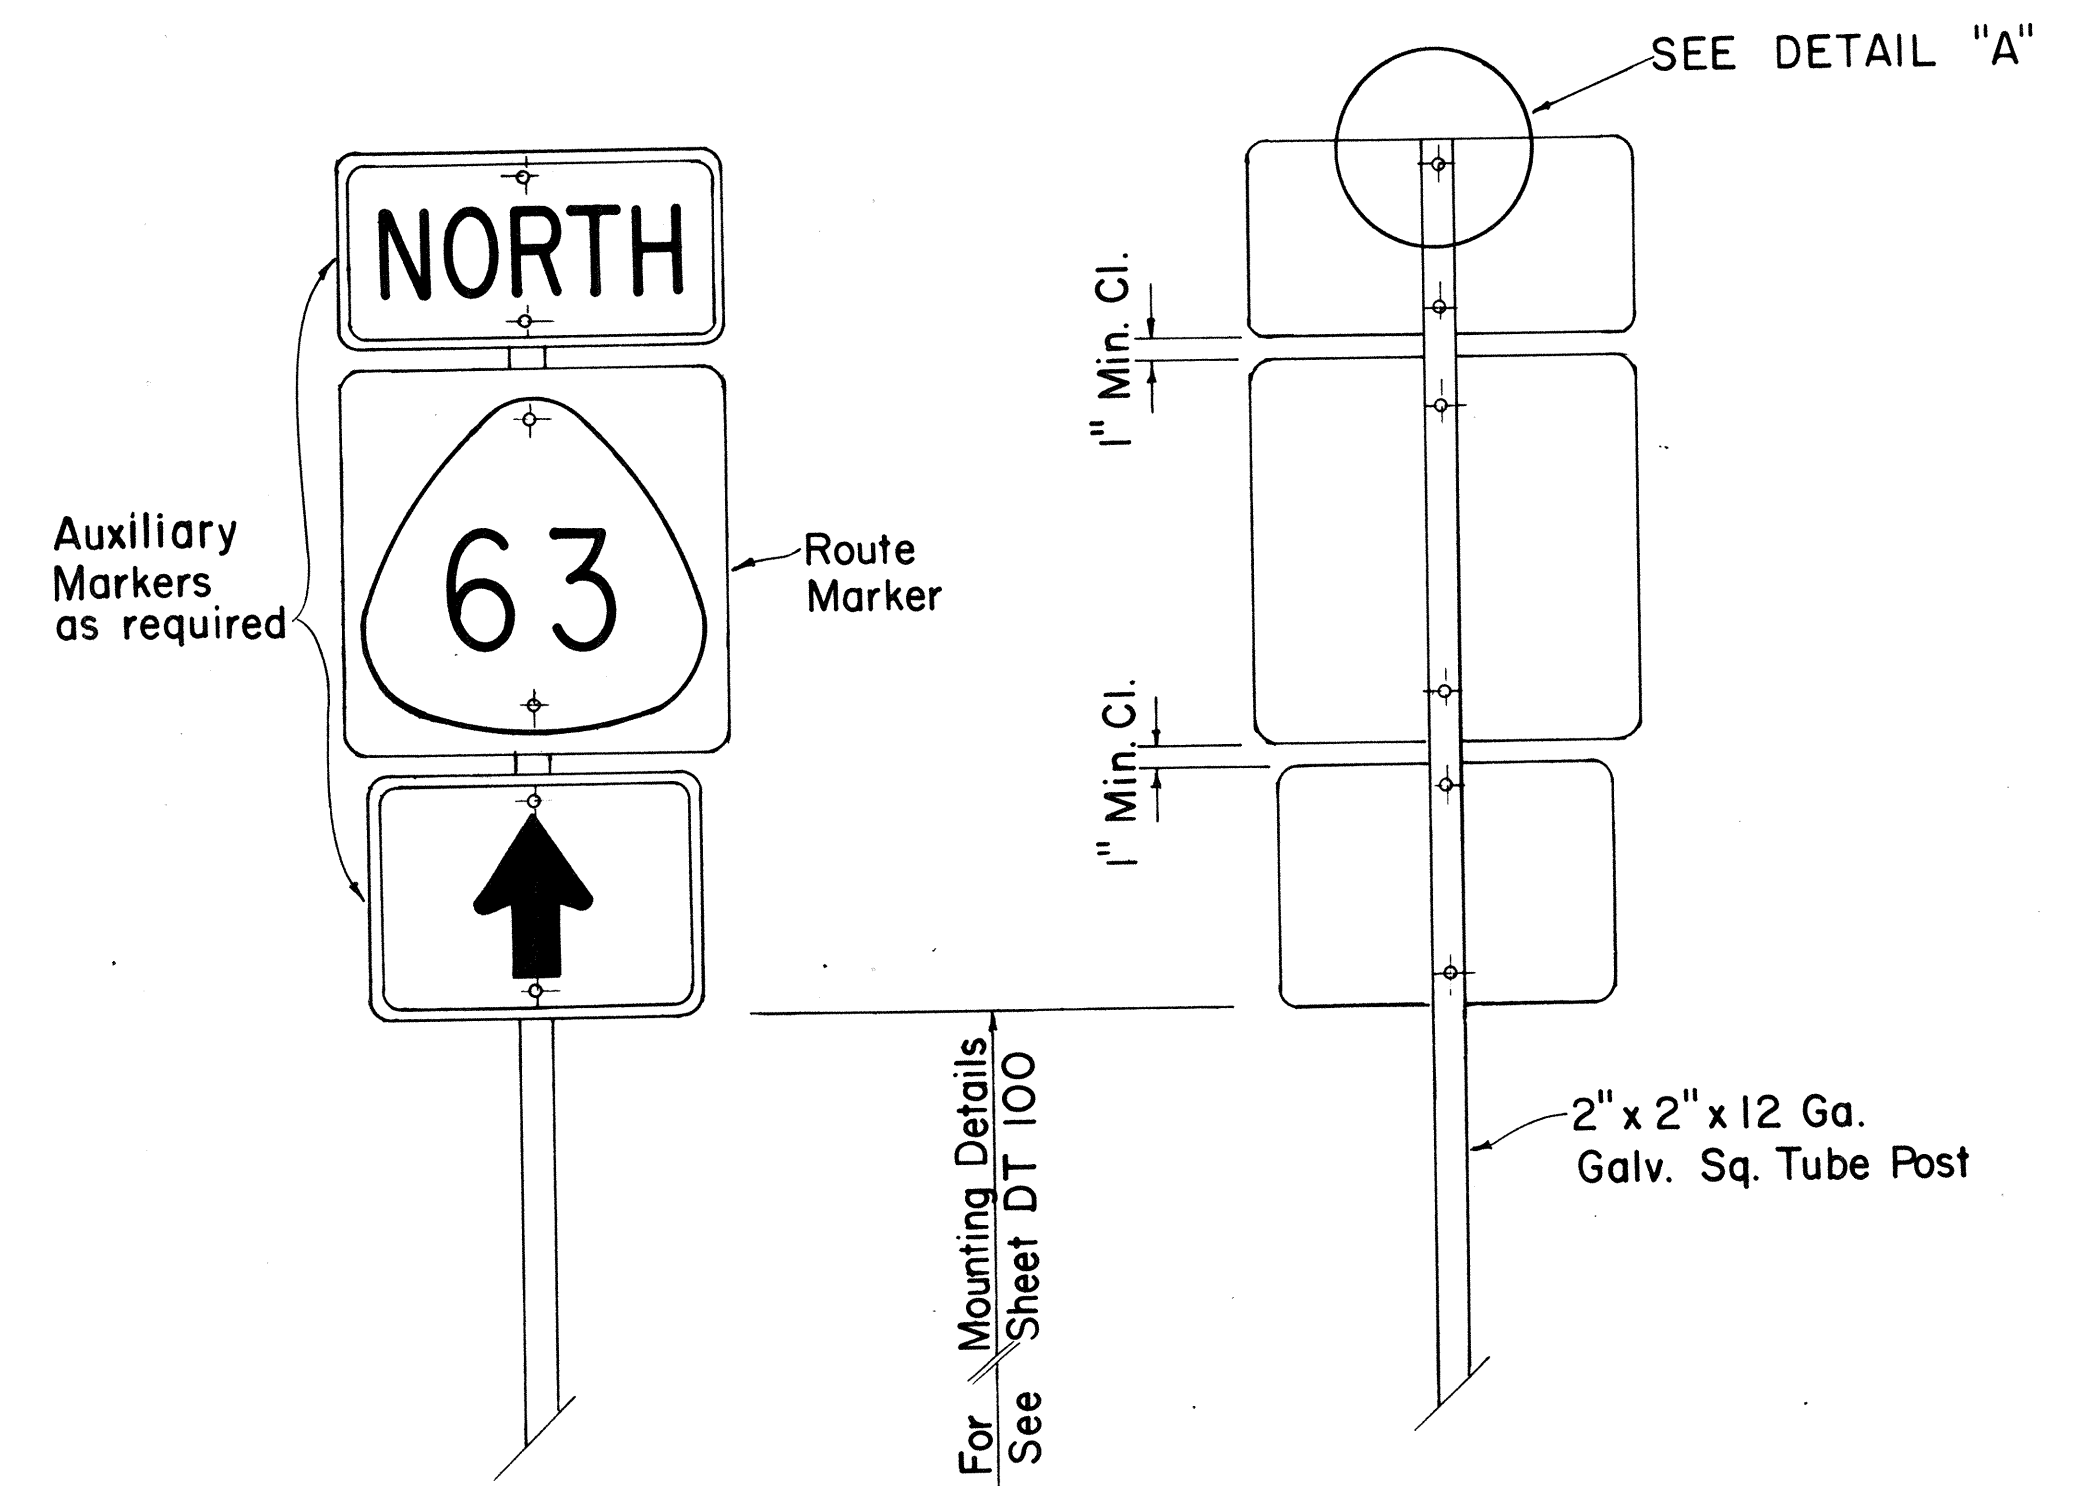 SEE DETAIL "A"
NORTH
1" Min. Cl.
63
Auxiliary
Markers
as required
Route
Marker
1" Min. Cl.
For Mounting Details
See Sheet DT 100
2" x 2" x 12 Ga.
Galv. Sq. Tube Post